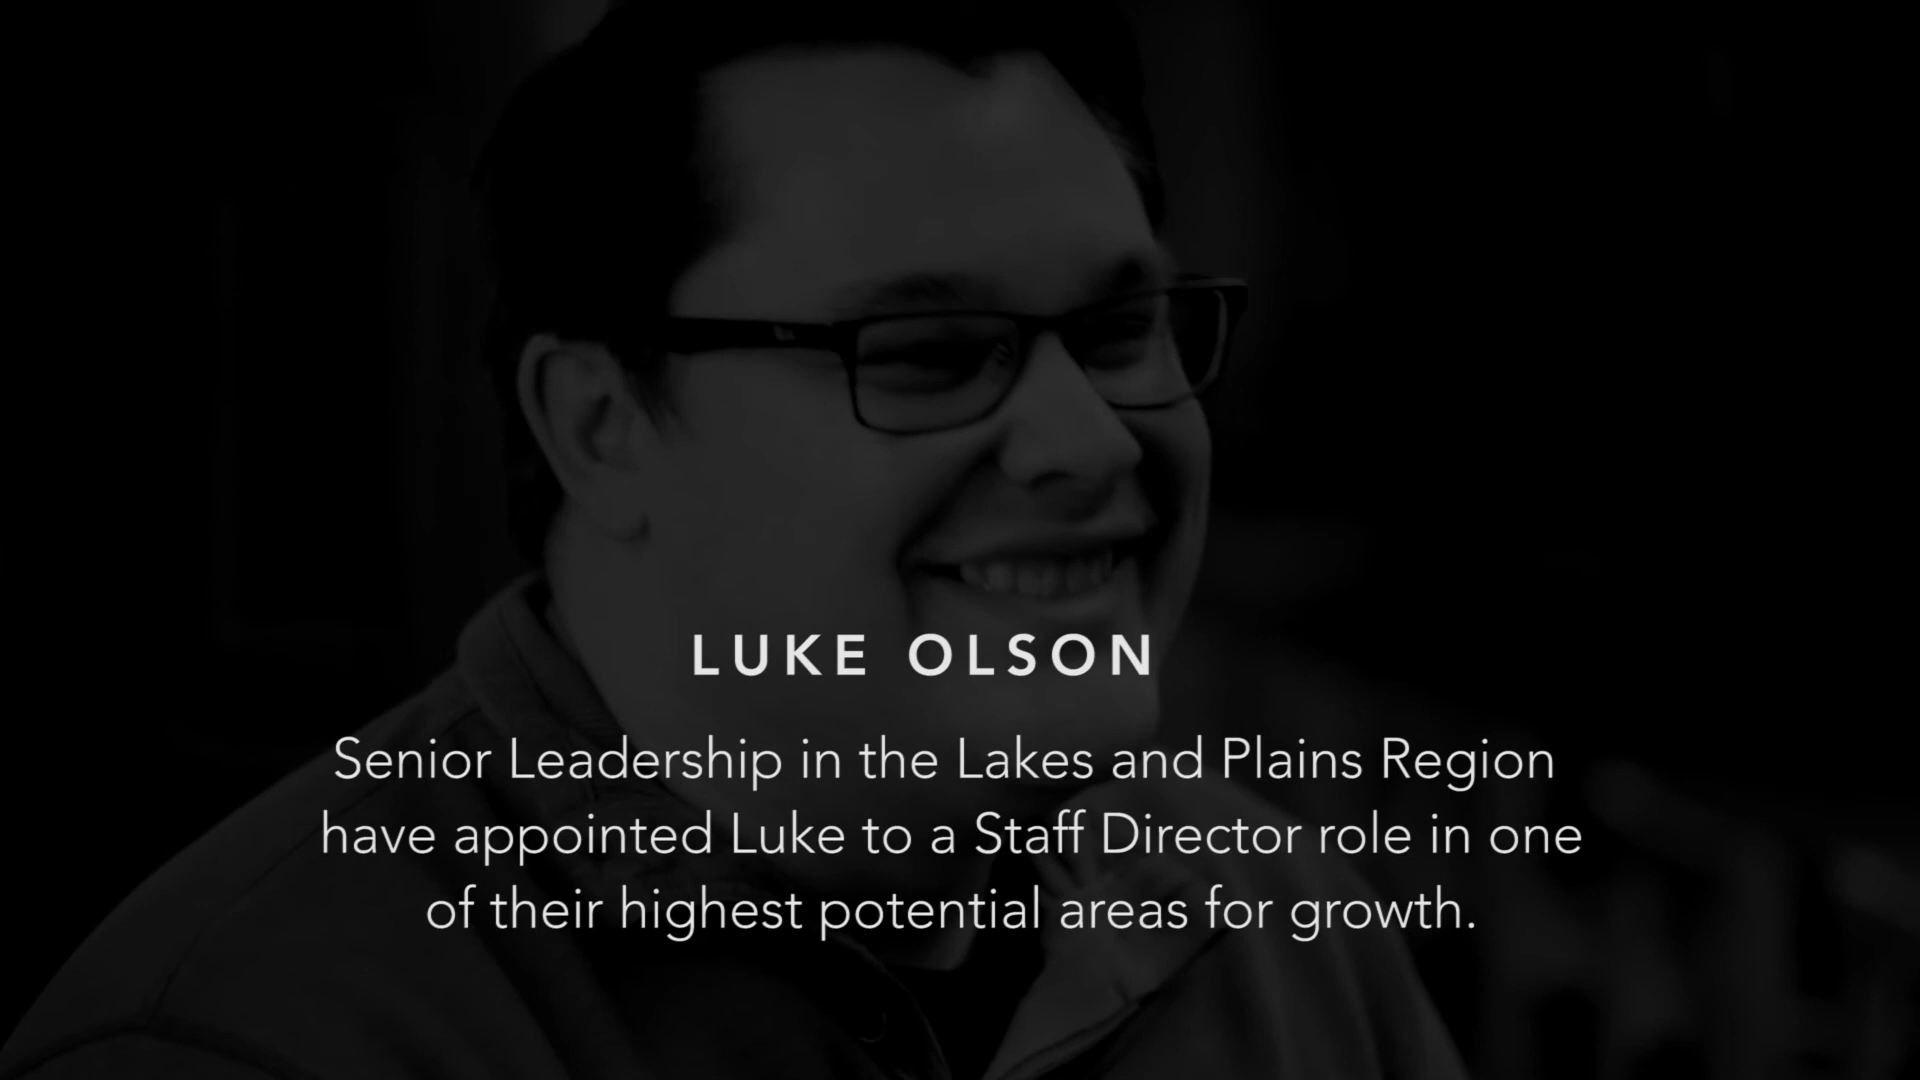 LUKE OLSON
Senior Leadership in the Lakes and Plains Region
have appointed Luke to a Staff Director role in one
of their highest potential areas for growth.